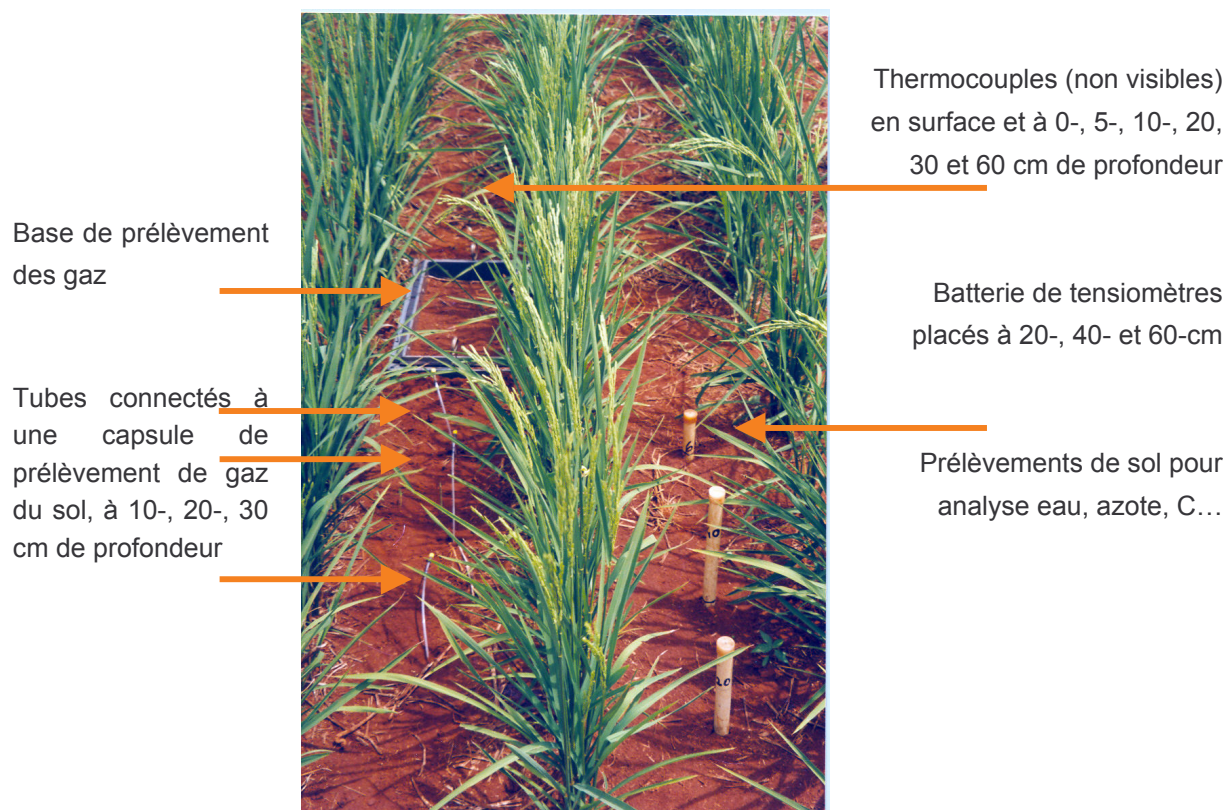 Thermocouples (non visibles)
en surface et à 0-, 5-, 10-, 20,
30 et 60 cm de profondeur
Base de prélèvement
des gaz
Batterie de tensiomètres
placés à 20-, 40- et 60-cm
Tubes connectés à
une capsule de
prélèvement de gaz
du sol, à 10-, 20-, 30
cm de profondeur
Prélèvements de sol pour
analyse eau, azote, C…
20